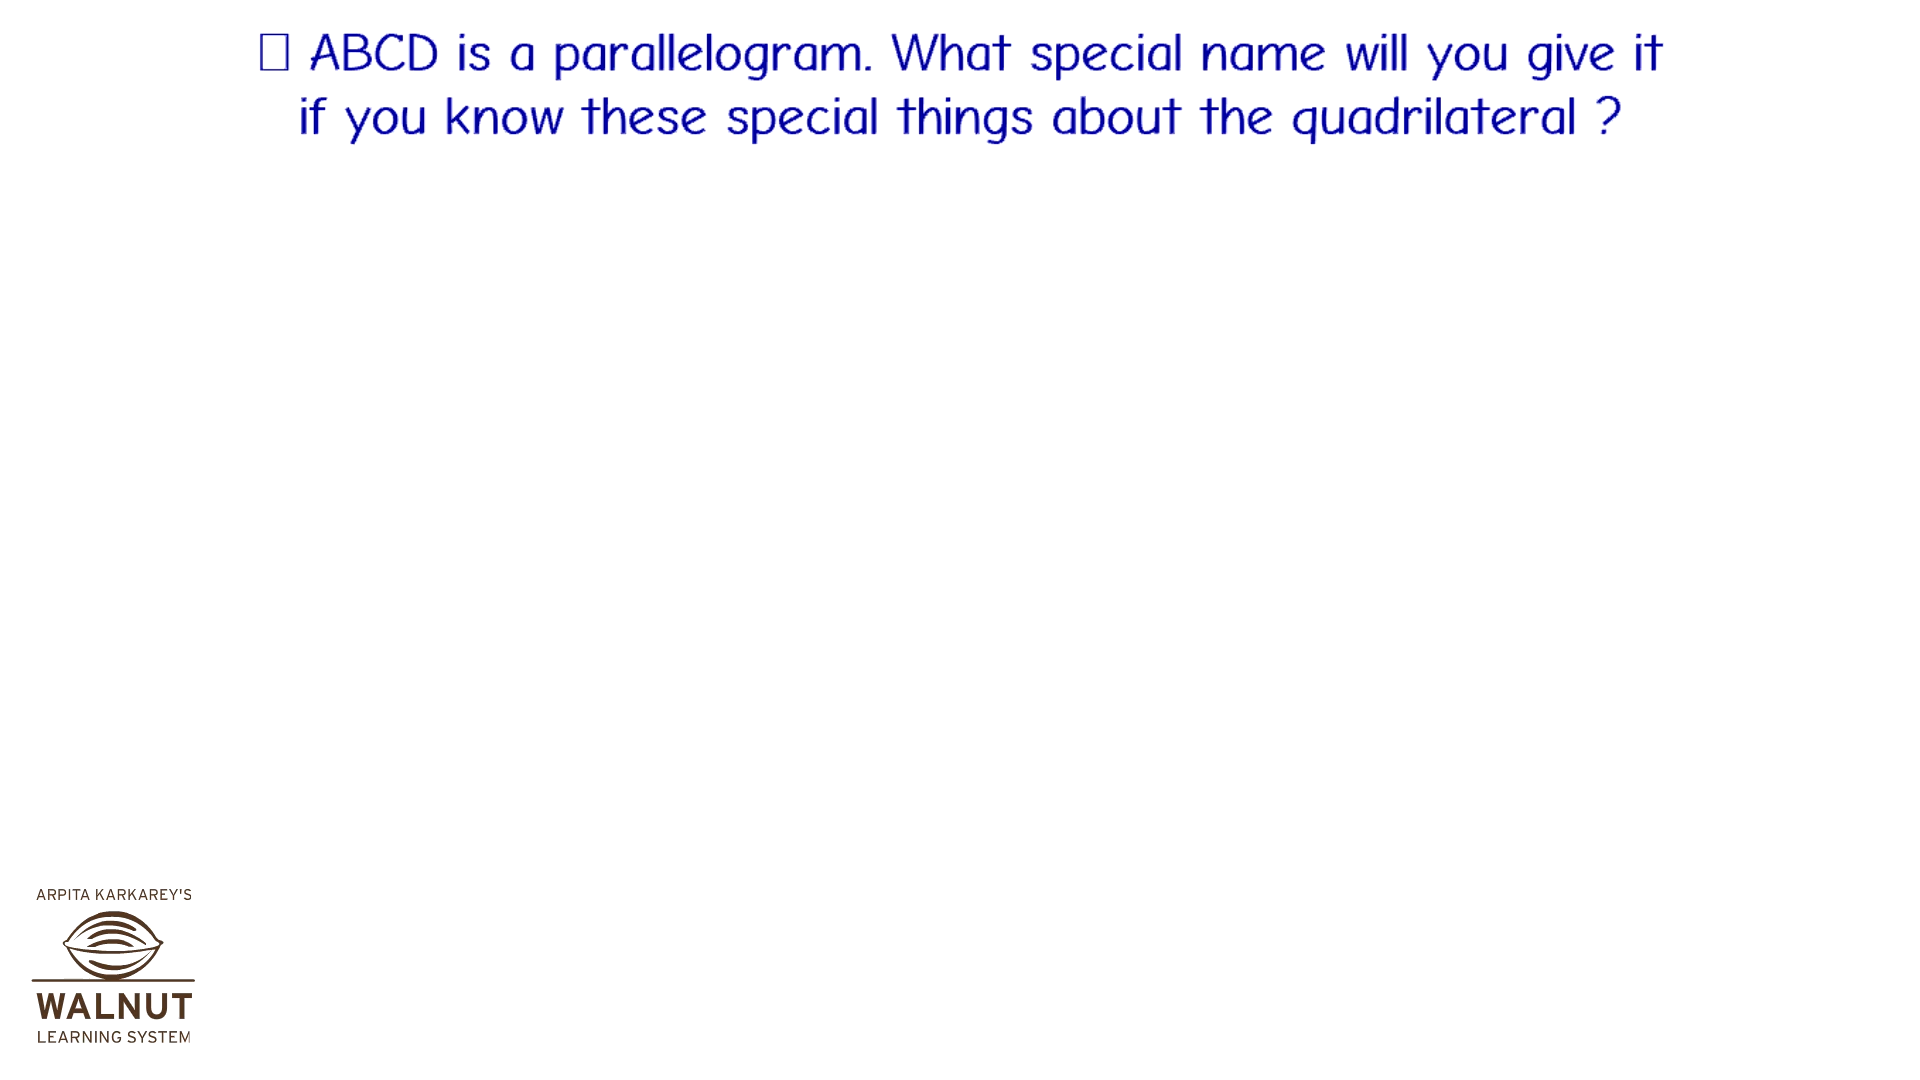 □ ABCD is a parallelogram. What special name will you give it
if you know these special things about the quadrilateral ?
ARPITA KARKAREY'S
WALNUT
LEARNING SYSTEM